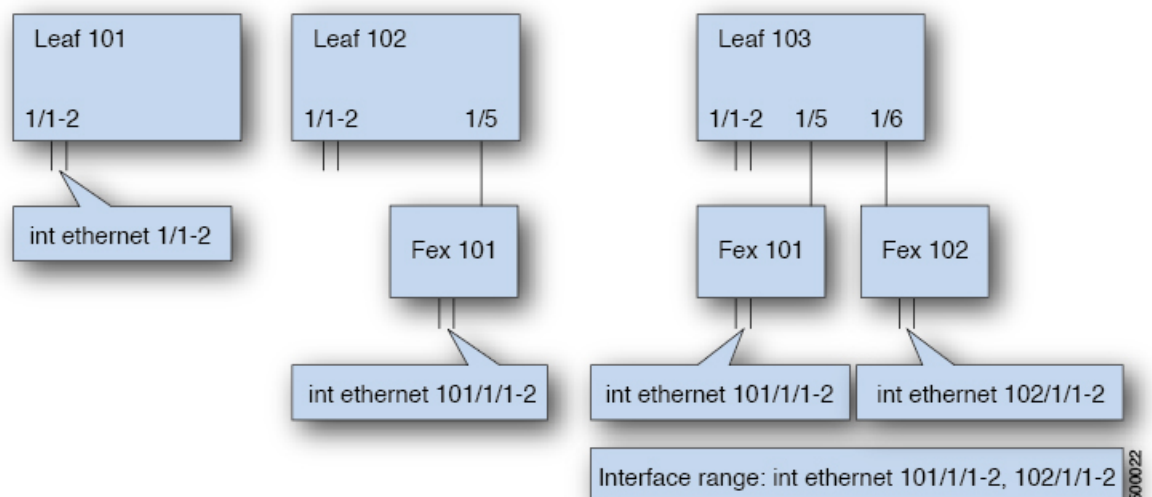 Leaf 101
1/1-2
int ethernet 1/1-2
Leaf 102
1/1-2 1/5
Fex 101
int ethernet 101/1/1-2
Leaf 103
1/1-2 1/5 1/6
Fex 101
Fex 102
int ethernet 101/1/1-2
int ethernet 102/1/1-2
Interface range: int ethernet 101/1/1-2, 102/1/1-2